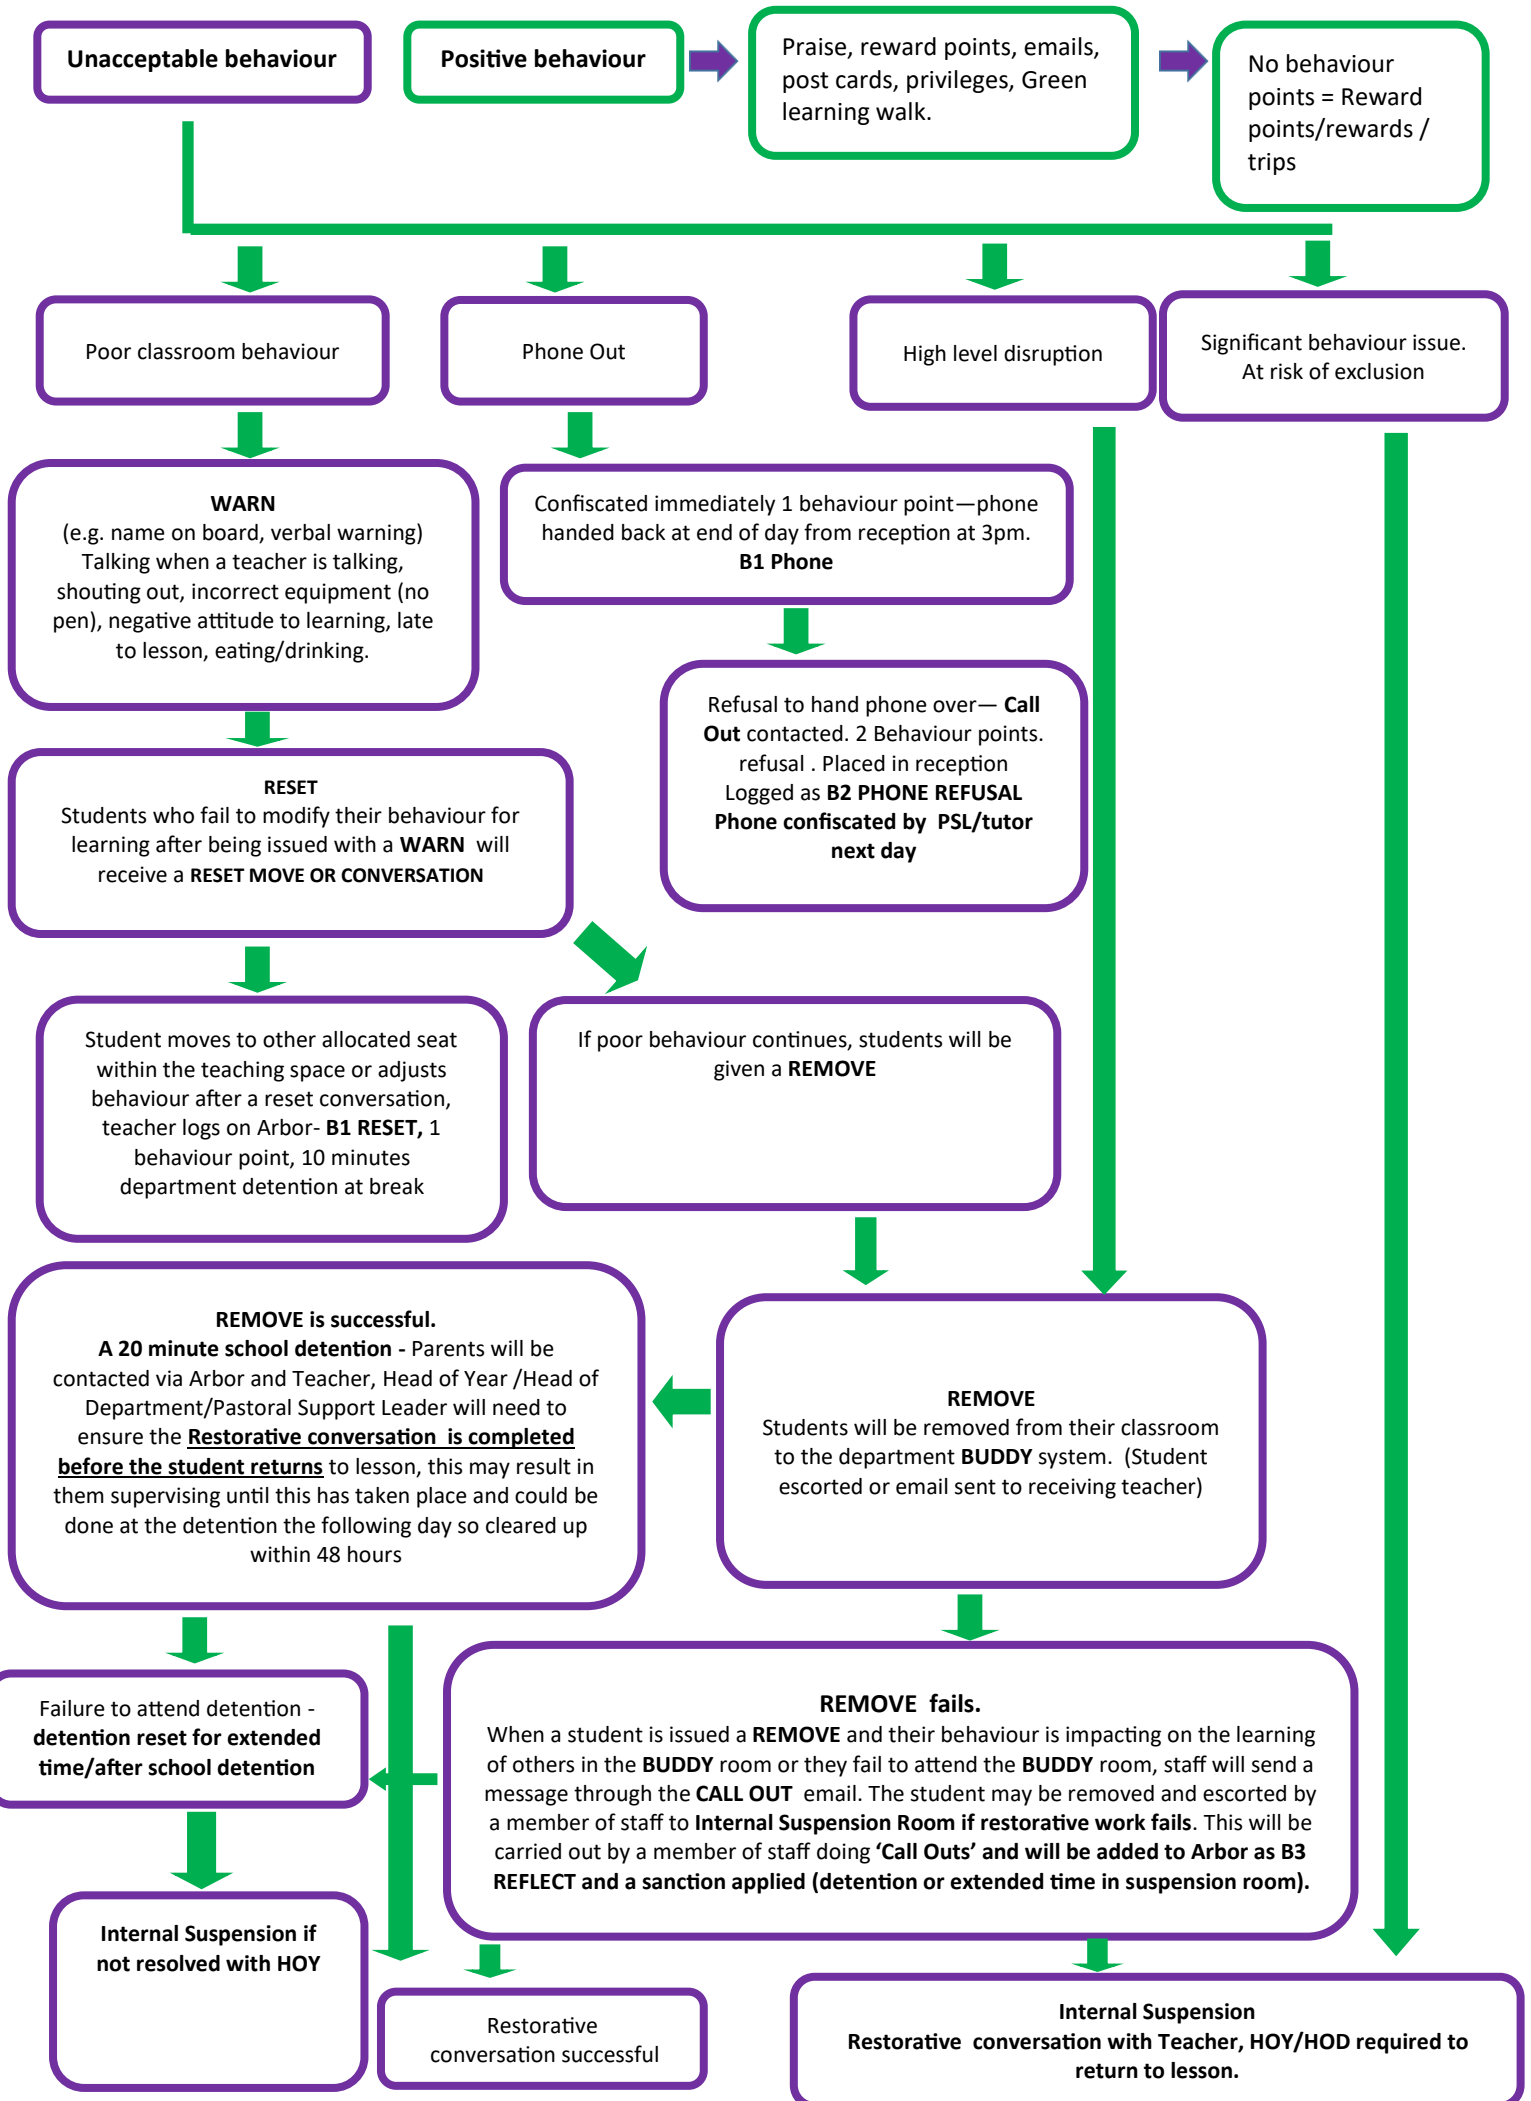 Unacceptable behaviour
Positive behaviour
Praise, reward points, emails,
post cards, privileges, Green
learning walk.
No behaviour
points = Reward
points/rewards /
trips
Poor classroom behaviour
Phone Out
High level disruption
Significant behaviour issue.
At risk of exclusion
WARN
(e.g. name on board, verbal warning)
Talking when a teacher is talking,
shouting out, incorrect equipment (no
pen), negative attitude to learning, late
to lesson, eating/drinking.
Confiscated immediately 1 behaviour point—phone
handed back at end of day from reception at 3pm.
B1 Phone
Refusal to hand phone over— Call
Out contacted. 2 Behaviour points.
refusal . Placed in reception
Logged as B2 PHONE REFUSAL
Phone confiscated by PSL/tutor
next day
RESET
Students who fail to modify their behaviour for
learning after being issued with a WARN will
receive a RESET MOVE OR CONVERSATION
Student moves to other allocated seat
within the teaching space or adjusts
behaviour after a reset conversation,
teacher logs on Arbor- B1 RESET, 1
behaviour point, 10 minutes
department detention at break
If poor behaviour continues, students will be
given a REMOVE
REMOVE is successful.
A 20 minute school detention - Parents will be
contacted via Arbor and Teacher, Head of Year /Head of
Department/Pastoral Support Leader will need to
ensure the Restorative conversation is completed
before the student returns to lesson, this may result in
them supervising until this has taken place and could be
done at the detention the following day so cleared up
within 48 hours
REMOVE
Students will be removed from their classroom
to the department BUDDY system. (Student
escorted or email sent to receiving teacher)
Failure to attend detention -
detention reset for extended
time/after school detention
REMOVE fails.
When a student is issued a REMOVE and their behaviour is impacting on the learning
of others in the BUDDY room or they fail to attend the BUDDY room, staff will send a
message through the CALL OUT email. The student may be removed and escorted by
a member of staff to Internal Suspension Room if restorative work fails. This will be
carried out by a member of staff doing ‘Call Outs’ and will be added to Arbor as B3
REFLECT and a sanction applied (detention or extended time in suspension room).
Internal Suspension if
not resolved with HOY
Restorative
conversation successful
Internal Suspension
Restorative conversation with Teacher, HOY/HOD required to
return to lesson.